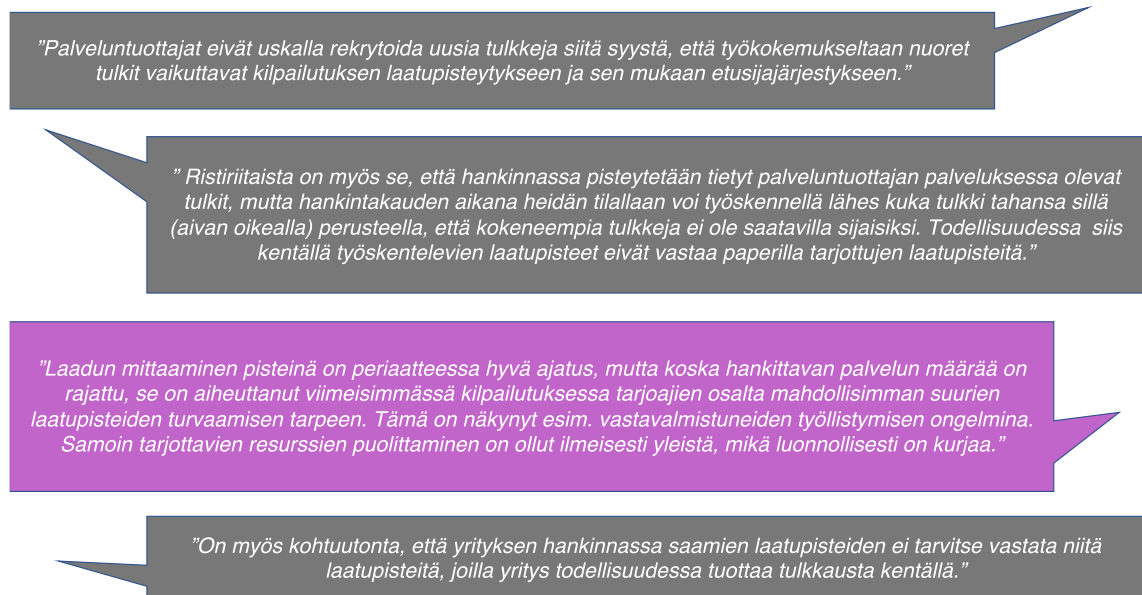 ”Palveluntuottajat eivät uskalla rekrytoida uusia tulkkeja siitä syystä, että työkokemukseltaan nuoret
tulkit vaikuttavat kilpailutuksen laatupisteytykseen ja sen mukaan etusijajärjestykseen.”
” Ristiriitaista on myös se, että hankinnassa pisteytetään tietyt palveluntuottajan palveluksessa olevat
tulkit, mutta hankintakauden aikana heidän tilallaan voi työskennellä lähes kuka tulkki tahansa sillä
(aivan oikealla) perusteella, että kokeneempia tulkkeja ei ole saatavilla sijaisiksi. Todellisuudessa siis
kentällä työskentelevien laatupisteet eivät vastaa paperilla tarjottujen laatupisteitä.”
”Laadun mittaaminen pisteinä on periaatteessa hyvä ajatus, mutta koska hankittavan palvelun määrää on
rajattu, se on aiheuttanut viimeisimmässä kilpailutuksessa tarjoajien osalta mahdollisimman suurien
laatupisteiden turvaamisen tarpeen. Tämä on näkynyt esim. vastavalmistuneiden työllistymisen ongelmina.
Samoin tarjottavien resurssien puolittaminen on ollut ilmeisesti yleistä, mikä luonnollisesti on kurjaa.”
”On myös kohtuutonta, että yrityksen hankinnassa saamien laatupisteiden ei tarvitse vastata niitä
laatupisteitä, joilla yritys todellisuudessa tuottaa tulkkausta kentällä.”